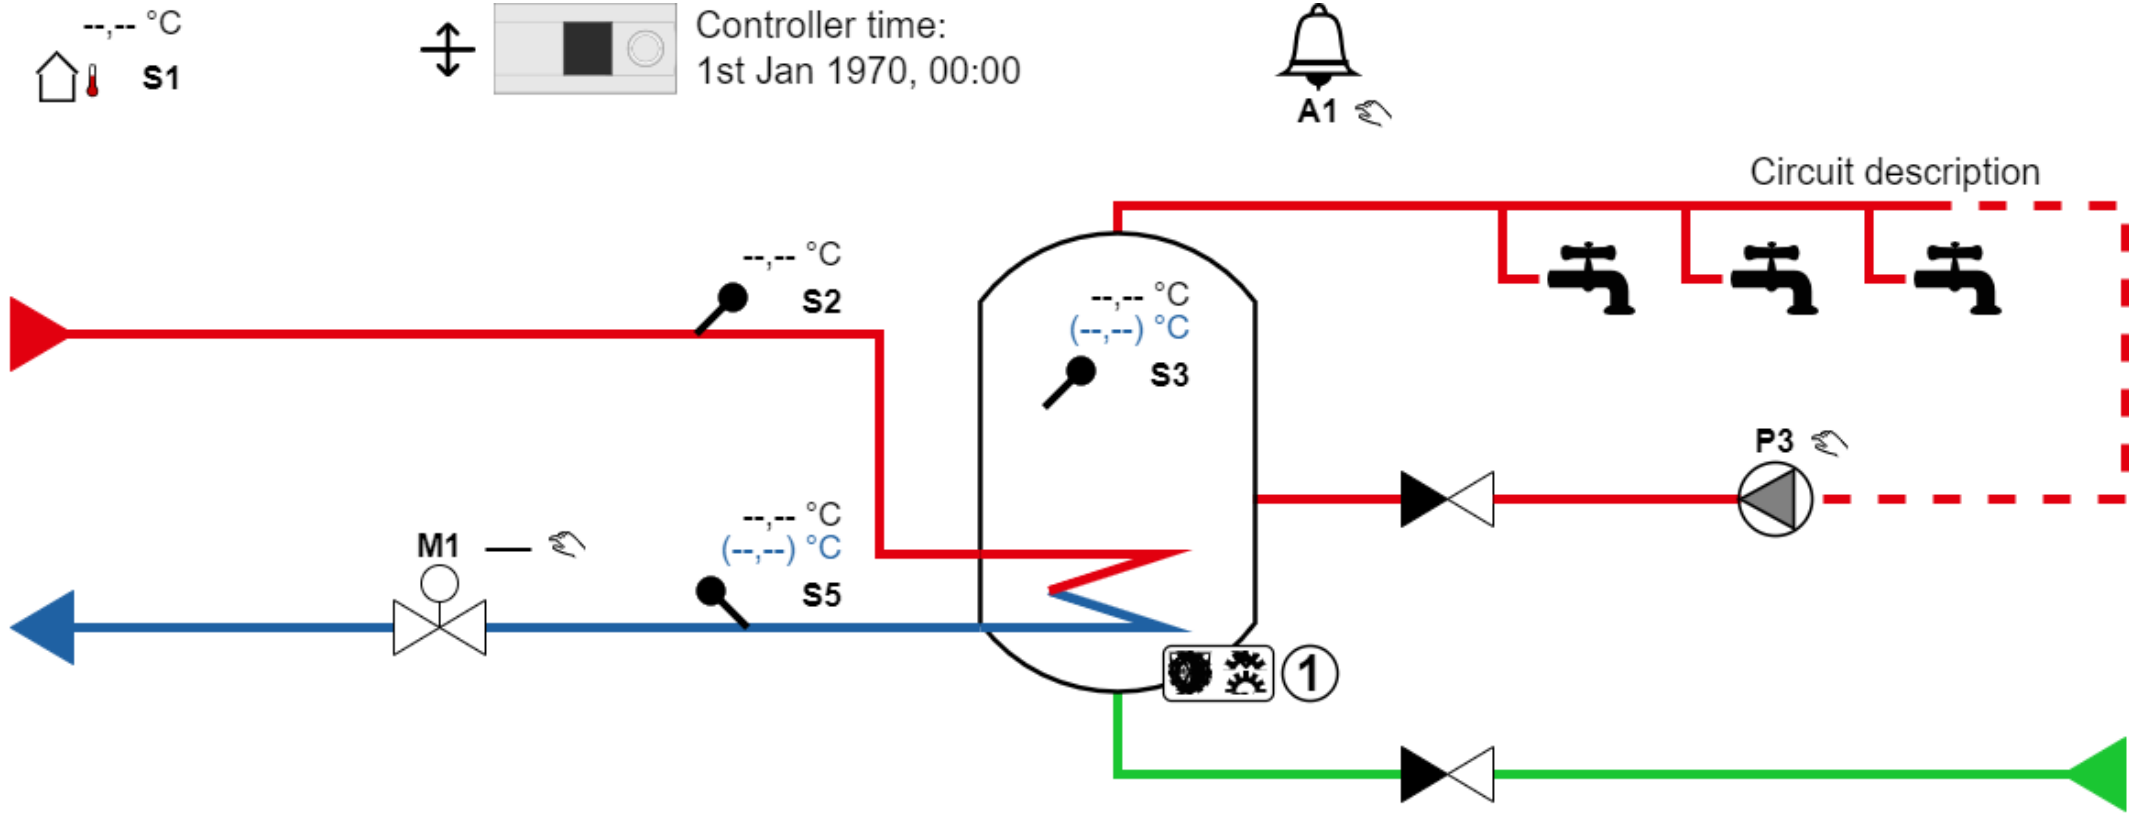 --,-- °C
S1
Controller time:
1st Jan 1970, 00:00
A1
Circuit description
--,-- °C
S2
--,-- °C
(--,--) °C
S3
P3
--,-- °C
(--,--) °C
S5
M1
1